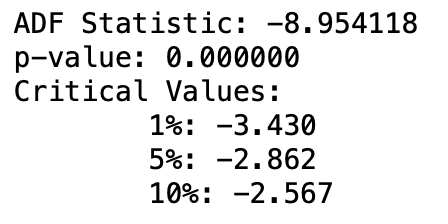 ADF Statistic: -8.954118
p-value: 0.000000
Critical Values:
1%: -3.430
5%: -2.862
10%: -2.567